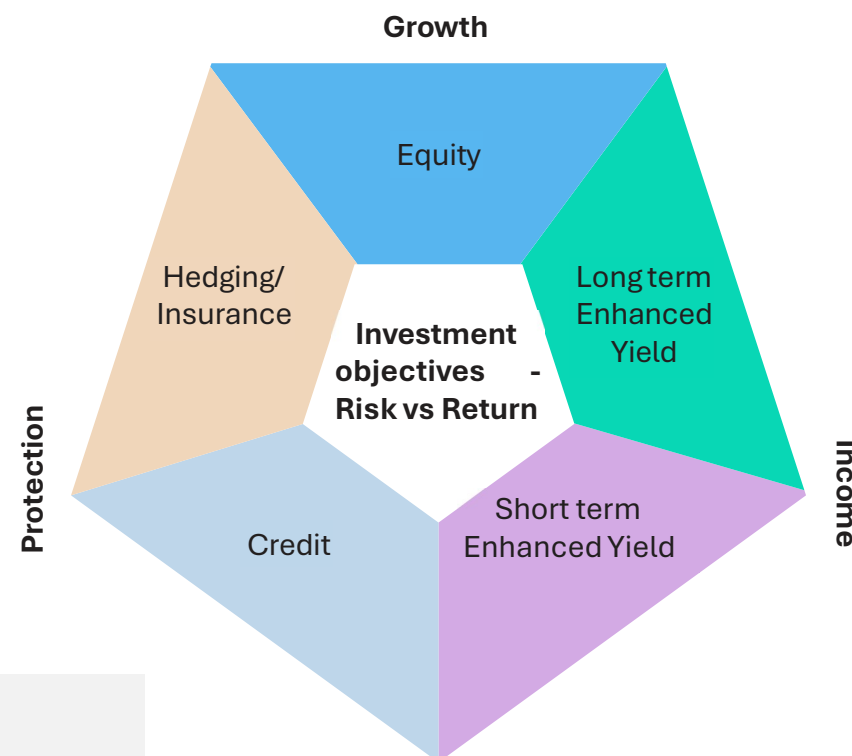 Growth
Equity
Hedging/
Insurance
Long term
Enhanced
Yield
Investment
objectives -
Risk vs Return
Protection
Income
Short term
Enhanced Yield
Credit